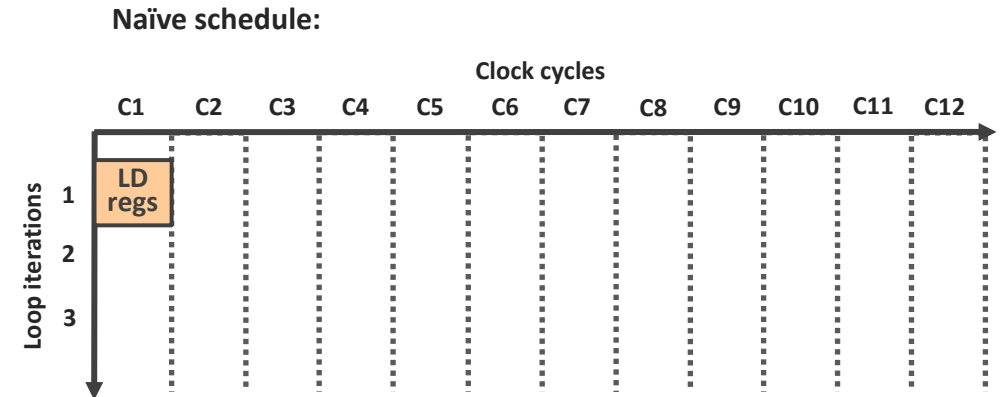 Naïve schedule:
Clock cycles
C1 C2 C3 C4 C5 C6 C7 C8 C9 C10 C11 C12
Loop iterations
1
LD
regs
2
3